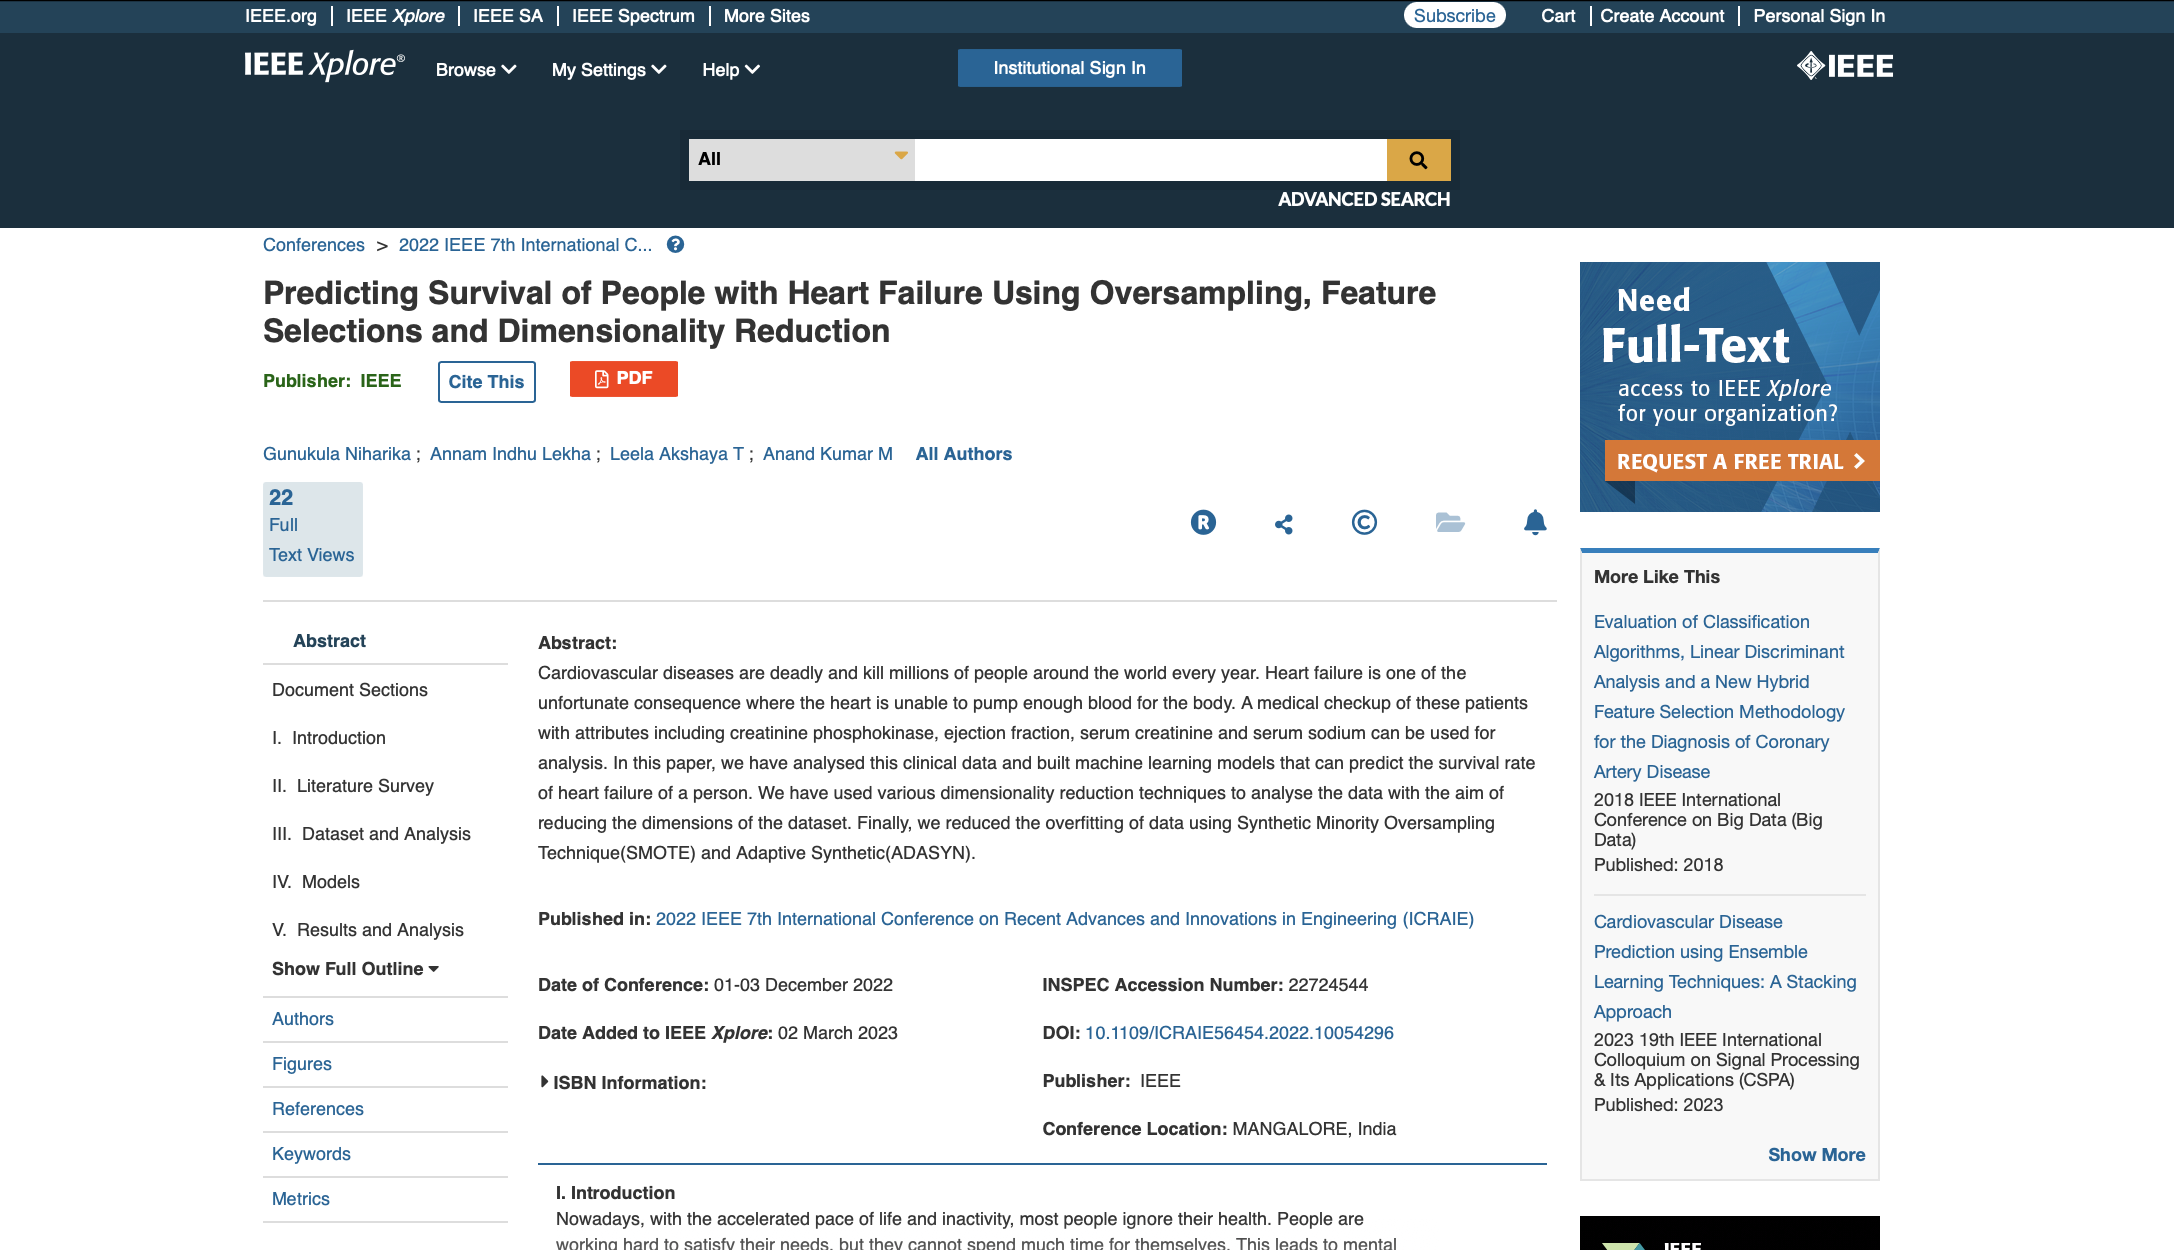 IEEE.org | IEEE Xplore | IEEE SA | IEEE Spectrum | More Sites
Subscribe Cart | Create Account | Personal Sign In
IEEE Xplore®
Browse My Settings Help
Institutional Sign In
IEEE
All
ADVANCED SEARCH
Conferences > 2022 IEEE 7th International C... ?
Predicting Survival of People with Heart Failure Using Oversampling, Feature
Selections and Dimensionality Reduction
Publisher: IEEE
Cite This
PDF
Gunukula Niharika ; Annam Indhu Lekha ; Leela Akshaya T ; Anand Kumar M All Authors
22
Full
Text Views
R
©
Abstract
Document Sections
I. Introduction
II. Literature Survey
III. Dataset and Analysis
IV. Models
V. Results and Analysis
Show Full Outline
Authors
Figures
References
Keywords
Metrics
Abstract:
Cardiovascular diseases are deadly and kill millions of people around the world every year. Heart failure is one of the
unfortunate consequence where the heart is unable to pump enough blood for the body. A medical checkup of these patients
with attributes including creatinine phosphokinase, ejection fraction, serum creatinine and serum sodium can be used for
analysis. In this paper, we have analysed this clinical data and built machine learning models that can predict the survival rate
of heart failure of a person. We have used various dimensionality reduction techniques to analyse the data with the aim of
reducing the dimensions of the dataset. Finally, we reduced the overfitting of data using Synthetic Minority Oversampling
Technique(SMOTE) and Adaptive Synthetic(ADASYN).
Published in: 2022 IEEE 7th International Conference on Recent Advances and Innovations in Engineering (ICRAIE)
Date of Conference: 01-03 December 2022
Date Added to IEEE Xplore: 02 March 2023
ISBN Information:
INSPEC Accession Number: 22724544
DOI: 10.1109/ICRAIE56454.2022.10054296
Publisher: IEEE
Conference Location: MANGALORE, India
I. Introduction
Nowadays, with the accelerated pace of life and inactivity, most people ignore their health. People are
working hard to satisfy their needs, but they cannot spend much time for themselves. This leads to mental
Need
Full-Text
access to IEEE Xplore
for your organization?
REQUEST A FREE TRIAL
More Like This
Evaluation of Classification
Algorithms, Linear Discriminant
Analysis and a New Hybrid
Feature Selection Methodology
for the Diagnosis of Coronary
Artery Disease
2018 IEEE International
Conference on Big Data (Big
Data)
Published: 2018
Cardiovascular Disease
Prediction using Ensemble
Learning Techniques: A Stacking
Approach
2023 19th IEEE International
Colloquium on Signal Processing
& Its Applications (CSPA)
Published: 2023
Show More
IEEE